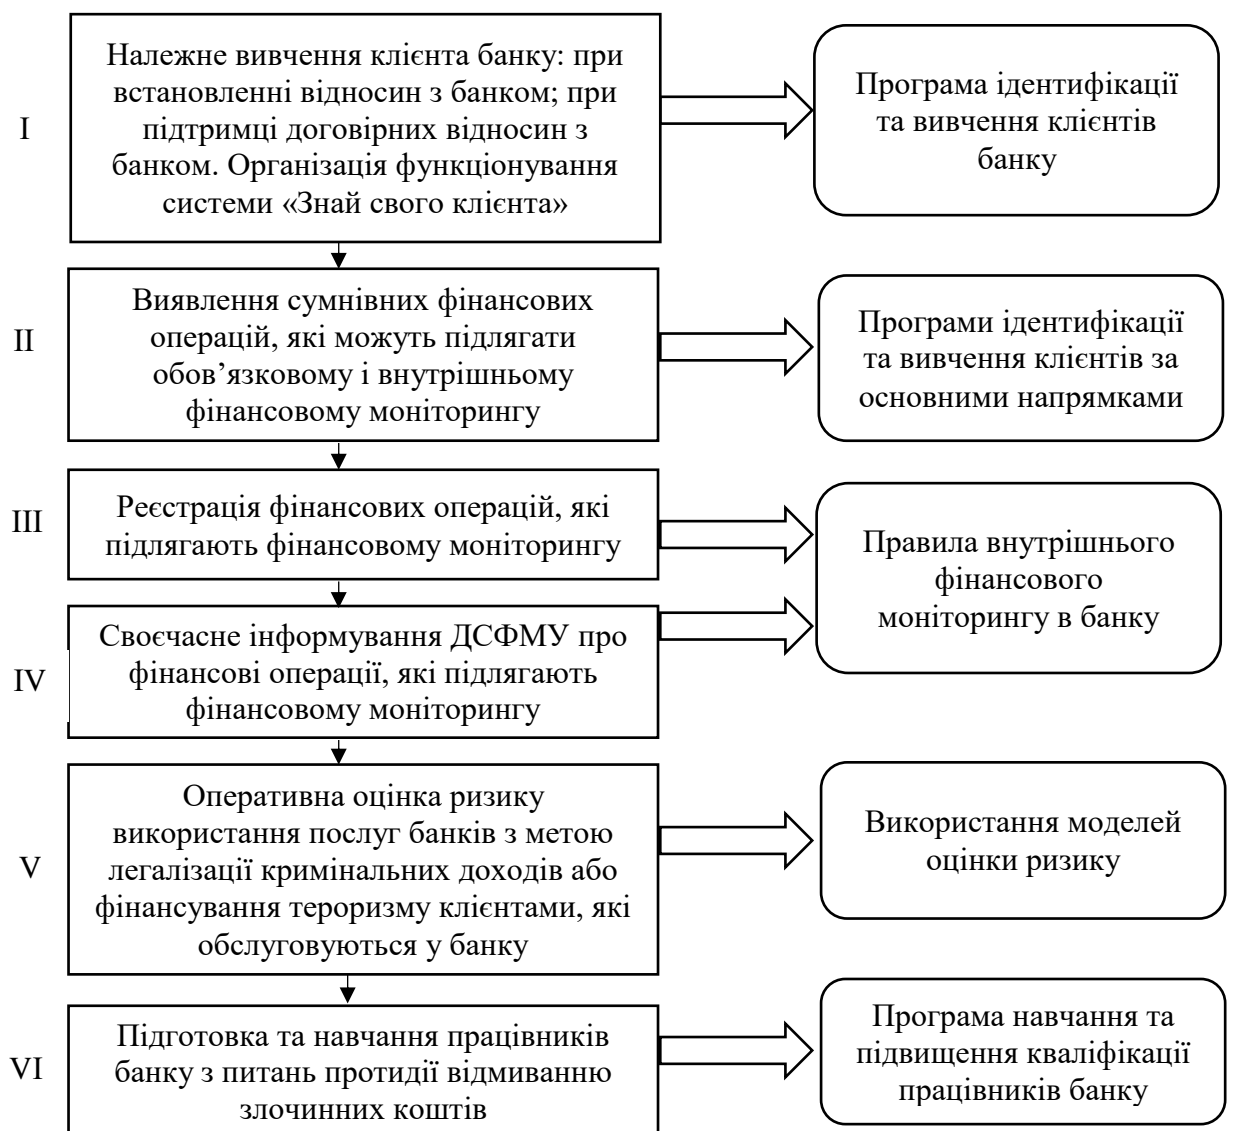 I
Належне вивчення клієнта банку: при
встановленні відносин з банком; при
підтримці договірних відносин з
банком. Організація функціонування
системи «Знай свого клієнта»
Програма ідентифікації
та вивчення клієнтів
банку
II
Виявлення сумнівних фінансових
операцій, які можуть підлягати
обов’язковому і внутрішньому
фінансовому моніторингу
Програми ідентифікації
та вивчення клієнтів за
основними напрямками
III
Реєстрація фінансових операцій, які
підлягають фінансовому моніторингу
Правила внутрішнього
фінансового
моніторингу в банку
IV
Своєчасне інформування ДСФМУ про
фінансові операції, які підлягають
фінансовому моніторингу
V
Оперативна оцінка ризику
використання послуг банків з метою
легалізації кримінальних доходів або
фінансування тероризму клієнтами, які
обслуговуються у банку
Використання моделей
оцінки ризику
VI
Підготовка та навчання працівників
банку з питань протидії відмиванню
злочинних коштів
Програма навчання та
підвищення кваліфікації
працівників банку